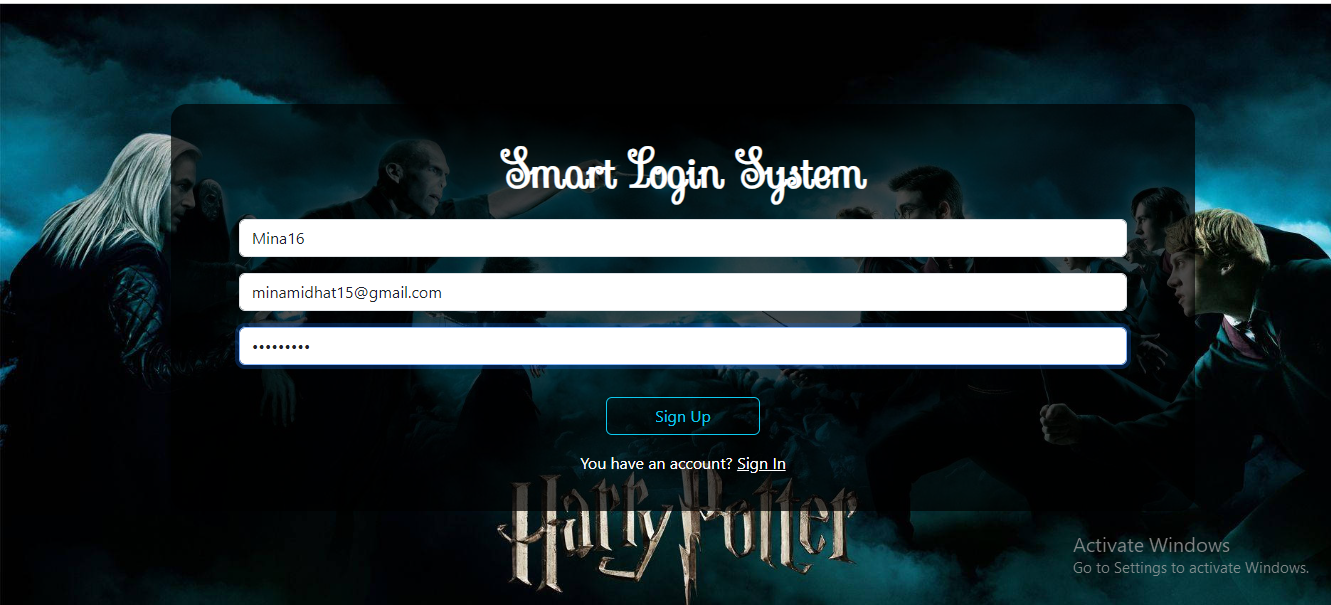 Smart Login System
Mina16
minamidhat15@gmail.com
•••••••••
Sign Up
You have an account? Sign In
Harry Potter
Activate Windows
Go to Settings to activate Windows.